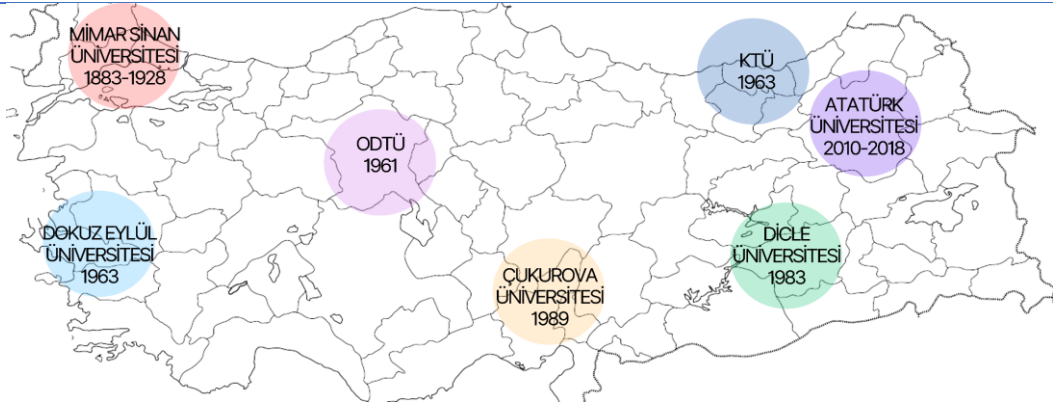 MİMAR SİNAN
ÜNİVERSİTESİ
1883-1928
KTÜ
1963
ATATÜRK
ÜNİVERSİTESİ
2010-2018
ODTÜ
1961
DOKUZ EYLÜL
ÜNİVERSİTESİ
1963
DİCLE
ÜNİVERSİTESİ
1983
ÇUKUROVA
ÜNİVERSİTESİ
1989